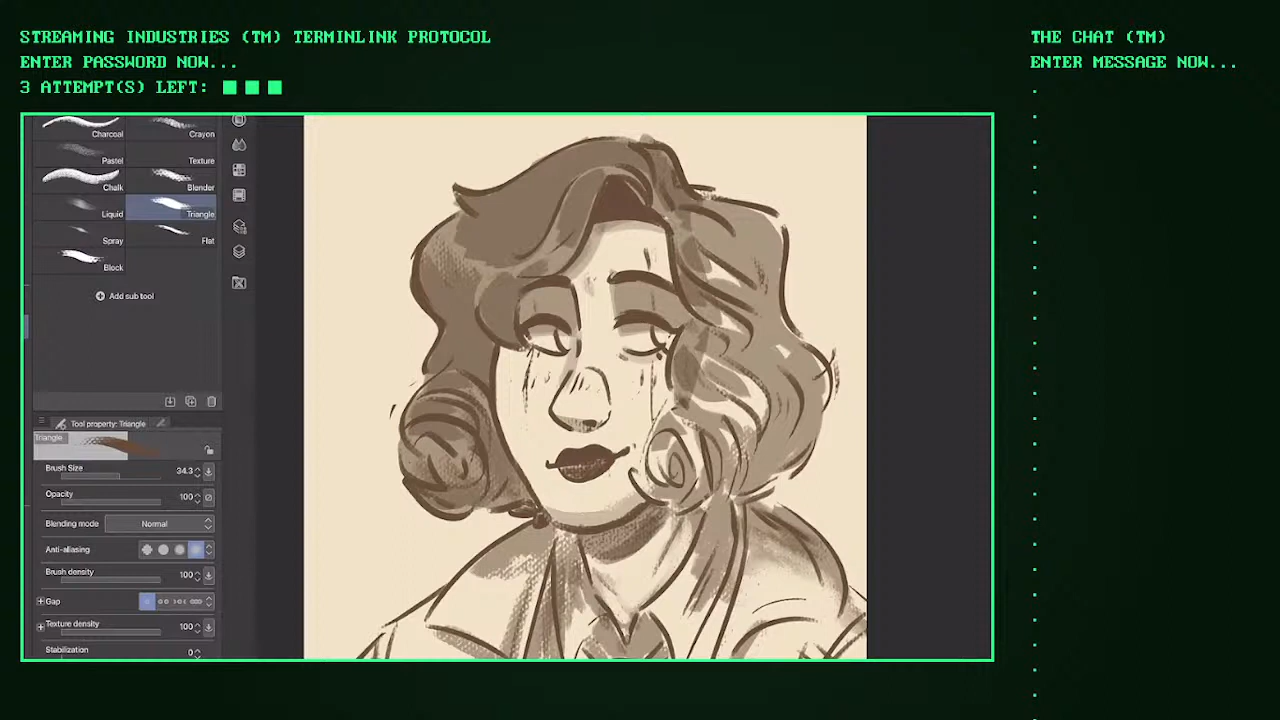 STREAMING INDUSTRIES (TM) TERMINLINK PROTOCOL
ENTER PASSWORD NOW...
3 ATTEMPT(S) LEFT:
THE CHAT (TM)
ENTER MESSAGE NOW...
Charcoal Crayon
Pastel Texture
Chalk Blender
Liquid Triangle
Spray Flat
Block
Add sub tool
Tool property: Triangle
Triangle
Brush Size 34.3
Opacity 100
Blending mode Normal
Anti-aliasing
Brush density 100
Gap
Texture density 100
Stabilization 0